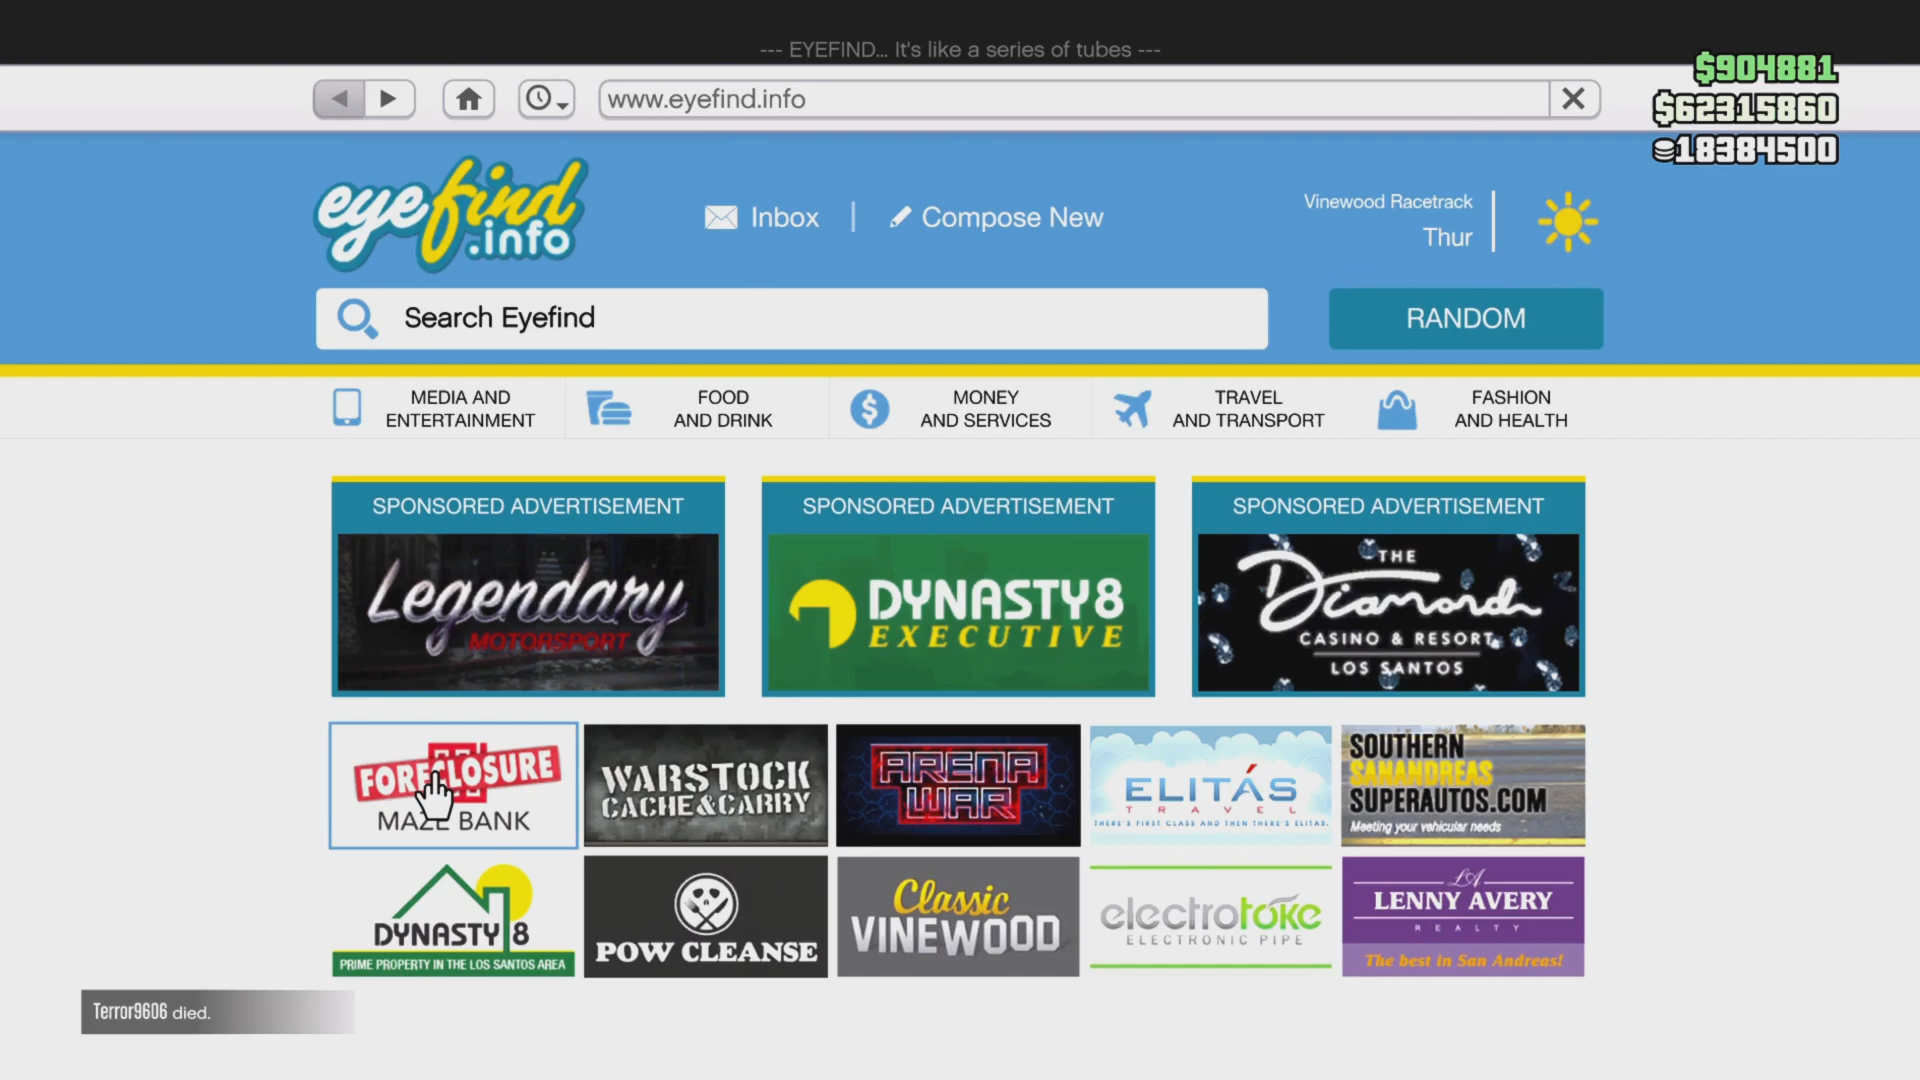 --- EYEFIND... It's like a series of tubes ---
$904881
www.eyefind.info
$62315860
18384500
eyefind
.info
Inbox
Compose New
Vinewood Racetrack
Thur
Search Eyefind
RANDOM
MEDIA AND
ENTERTAINMENT
FOOD
AND DRINK
MONEY
AND SERVICES
TRAVEL
AND TRANSPORT
FASHION
AND HEALTH
SPONSORED ADVERTISEMENT
Legendary
MOTORSPORT
SPONSORED ADVERTISEMENT
DYNASTY8
EXECUTIVE
SPONSORED ADVERTISEMENT
THE
Diamond
CASINO & RESORT
LOS SANTOS
FORECLOSURE
MAZE BANK
WARSTOCK
CACHE&CARRY
ARENA
WAR
ELITÁS
TRAVEL
THERE'S FIRST CLASS AND THEN THERE'S ELITAS.
SOUTHERN
SANANDREAS
SUPERAUTOS.COM
Meeting your vehicular needs
DYNASTY 8
PRIME PROPERTY IN THE LOS SANTOS AREA
POW CLEANSE
Classic
VINEWOOD
electrotoke
ELECTRONIC PIPE
LA
LENNY AVERY
REALTY
The best in San Andreas!
Terror9606 died.